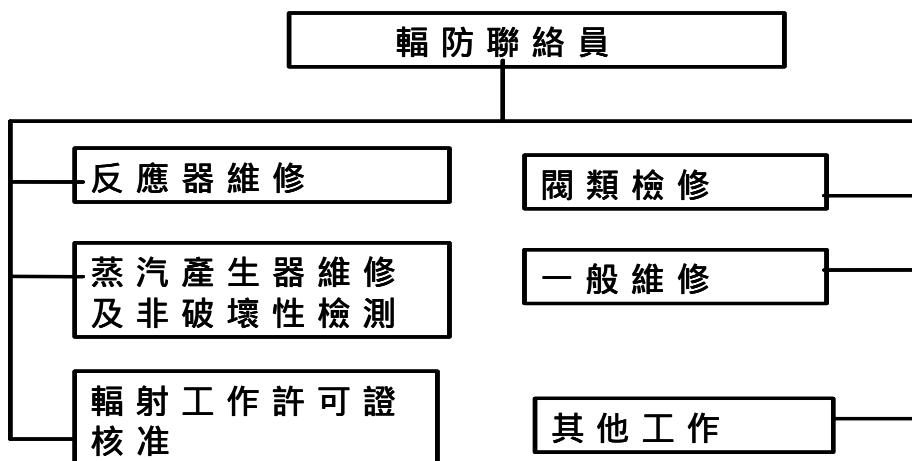 輻防聯絡員
反應器維修
蒸汽產生器維修
及非破壞性檢測
輻射工作許可證
核准
閥類檢修
一般維修
其他工作